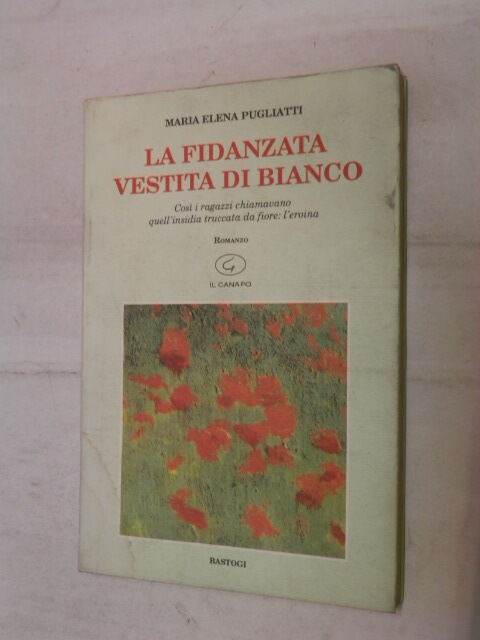 MARIA ELENA PUGLIATTI
LA FIDANZATA
VESTITA DI BIANCO
Così i ragazzi chiamavano
quell'insidia truccata da fiore: l'eroina
ROMANZO
IL CANAPO
BASTOGI